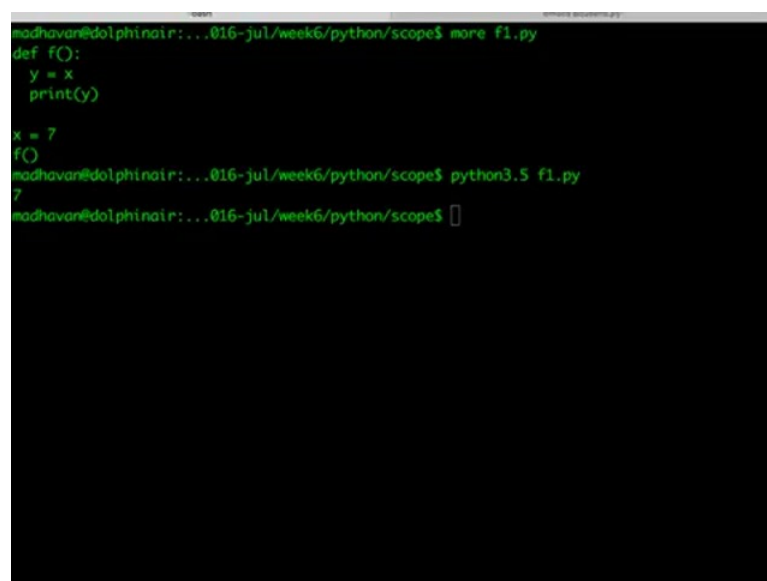 bash
madhavan@dolphinair:...016-jul/week6/python/scope$ more f1.py
def f():
  y = x
  print(y)
x = 7
f()
madhavan@dolphinair:...016-jul/week6/python/scope$ python3.5 f1.py
7
madhavan@dolphinair:...016-jul/week6/python/scope$